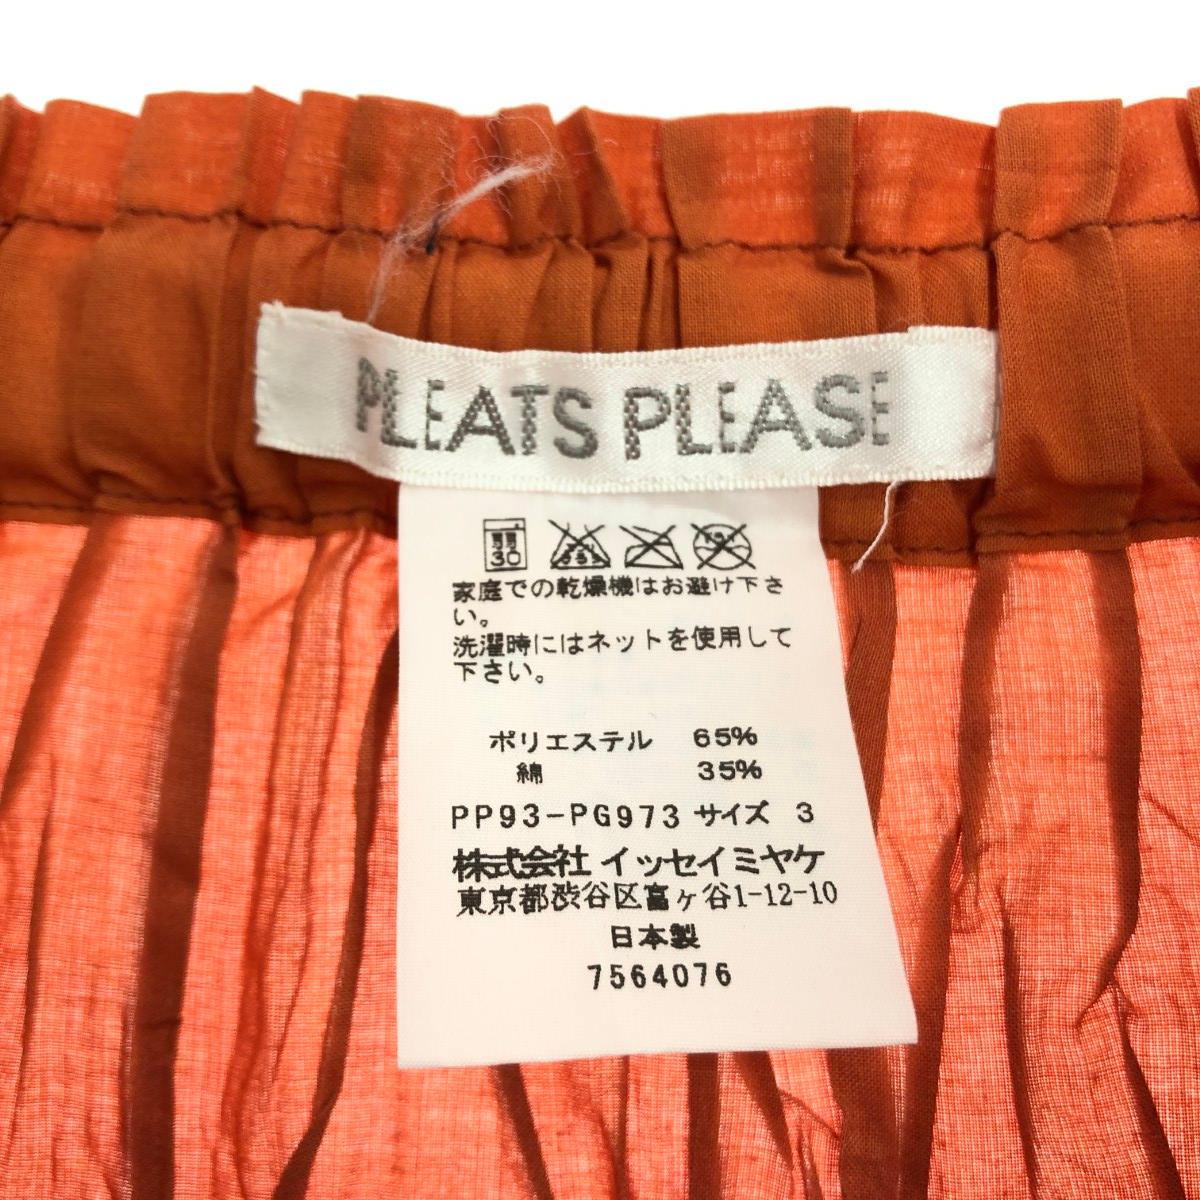 PLEATS PLEASE
30
家庭での乾燥機はお避け下さ
い。
洗濯時にはネットを使用して
下さい。
ポリエステル 65%
綿 35%
PP93-PG973 サイズ 3
株式会社 イッセイミヤケ
東京都渋谷区富ヶ谷1-12-10
日本製
7564076